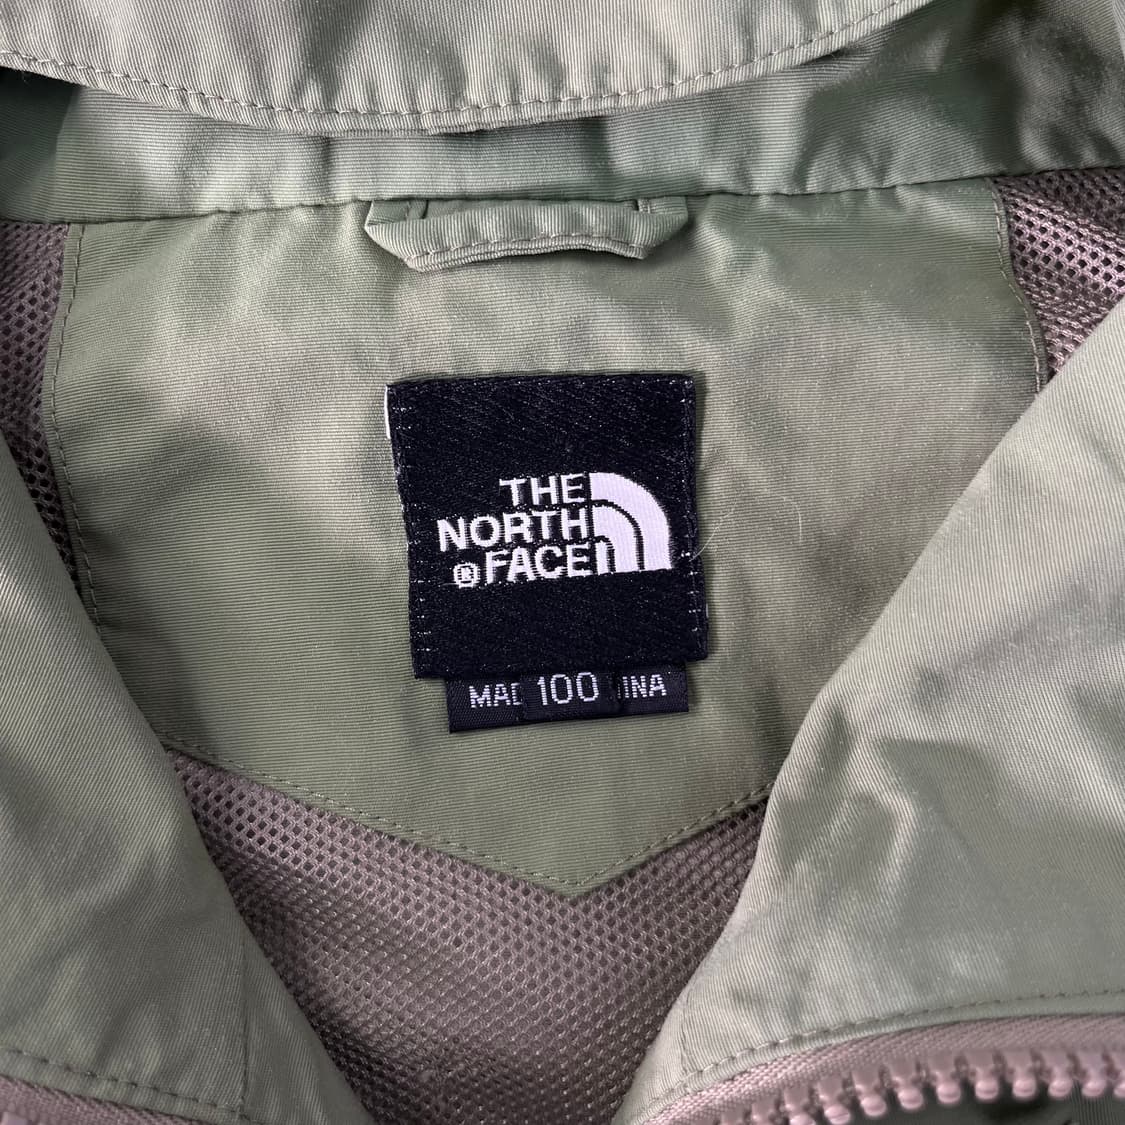 THE
NORTH
® FACE
MAD 100 INA